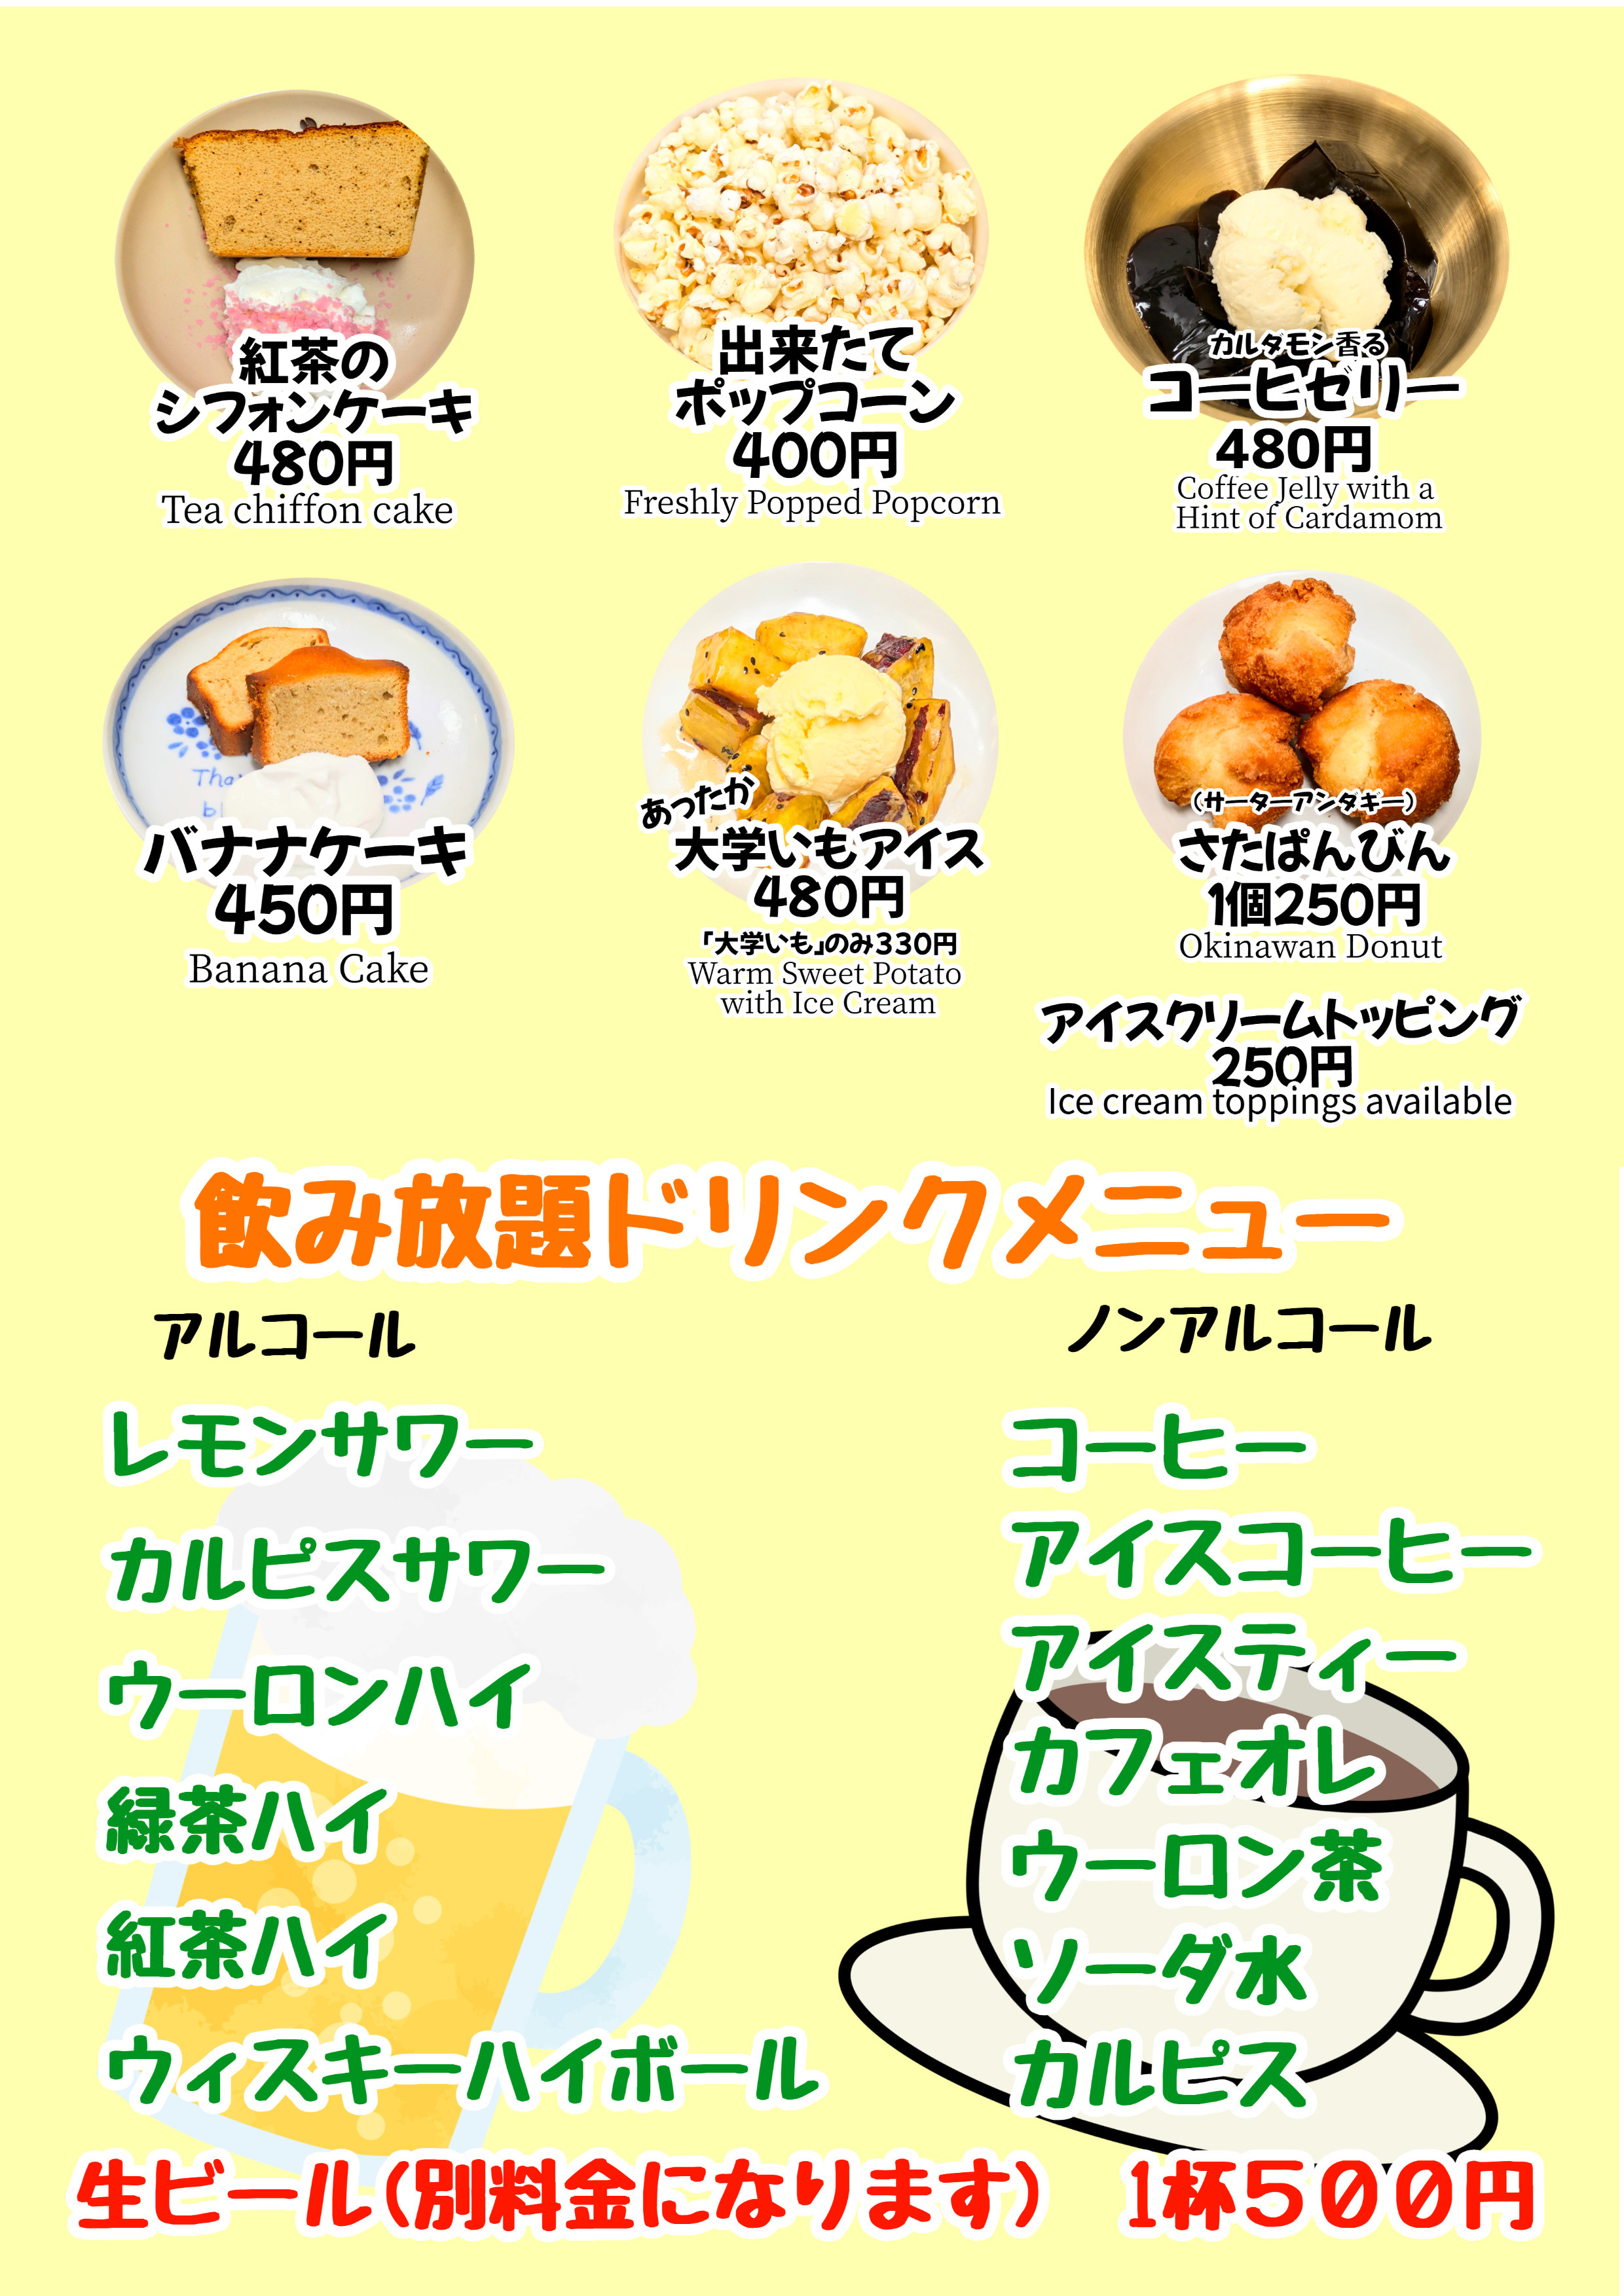 紅茶の
シフォンケーキ
480円
Tea chiffon cake
出来たて
ポップコーン
400円
Freshly Popped Popcorn
カルダモン香る
コーヒゼリー
480円
Coffee Jelly with a
Hint of Cardamom
バナナケーキ
450円
Banana Cake
あったか
大学いもアイス
480円
「大学いも」のみ330円
Warm Sweet Potato
with Ice Cream
(サーターアンダギー)
さたぱんびん
1個250円
Okinawan Donut
アイスクリームトッピング
250円
Ice cream toppings available
飲み放題ドリンクメニュー
アルコール
レモンサワー
カルピスサワー
ウーロンハイ
緑茶ハイ
紅茶ハイ
ウィスキーハイボール
ノンアルコール
コーヒー
アイスコーヒー
アイスティー
カフェオレ
ウーロン茶
ソーダ水
カルピス
生ビール(別料金になります) 1杯500円